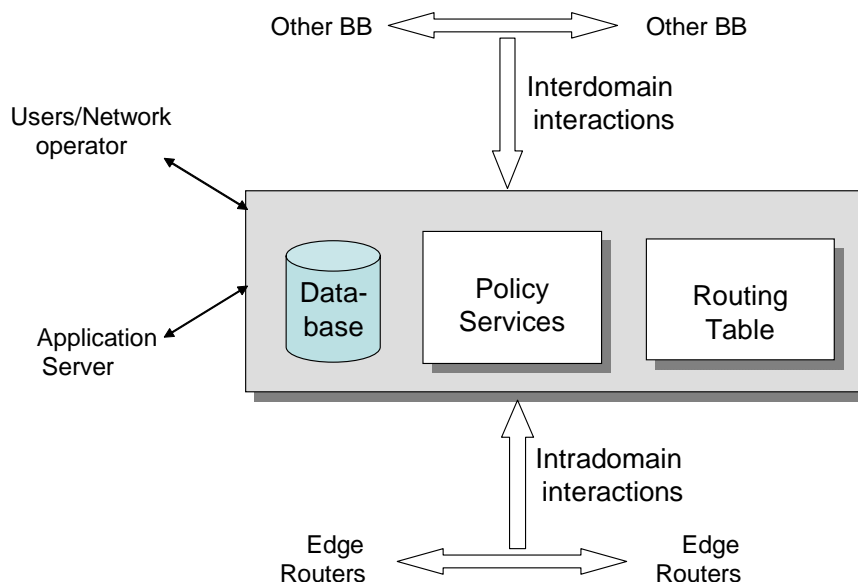 Other BB
Other BB
Interdomain
interactions
Users/Network
operator
Data-
base
Policy
Services
Routing
Table
Application
Server
Intradomain
interactions
Edge
Routers
Edge
Routers